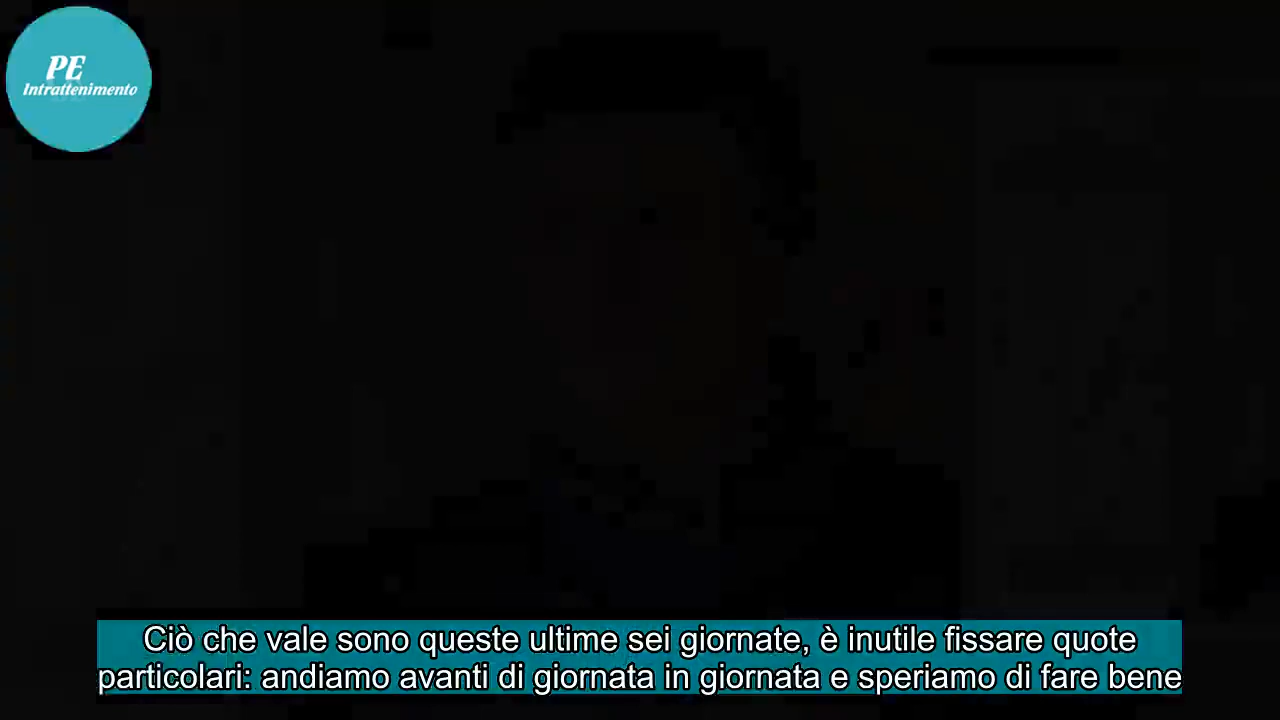 PE
Intrattenimento
Ciò che vale sono queste ultime sei giornate, è inutile fissare quote
particolari: andiamo avanti di giornata in giornata e speriamo di fare bene